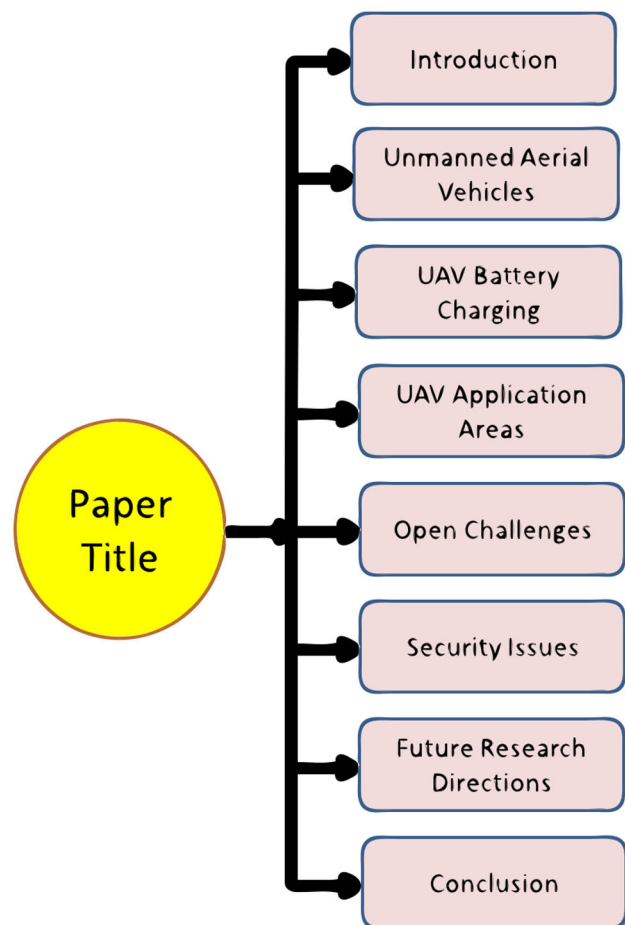 Paper
Title
Introduction
Unmanned Aerial
Vehicles
UAV Battery
Charging
UAV Application
Areas
Open Challenges
Security Issues
Future Research
Directions
Conclusion